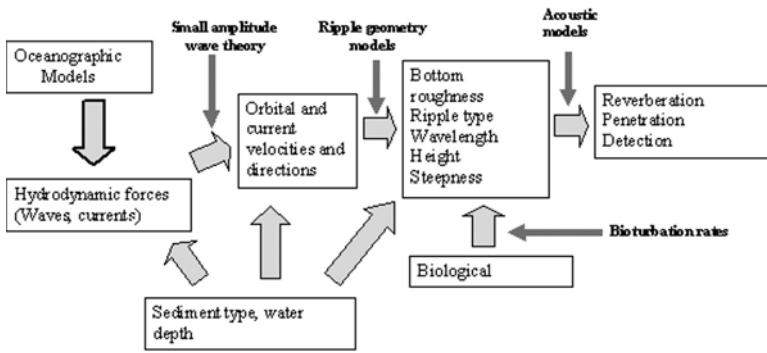 Small amplitude
wave theory
Ripple geometry
models
Acoustic
models
Oceanographic
Models
Orbital and
current
velocities and
directions
Bottom
roughness
Ripple type
Wavelength
Height
Steepness
Reverberation
Penetration
Detection
Hydrodynamic forces
(Waves, currents)
Bioturbation rates
Biological
Sediment type, water
depth